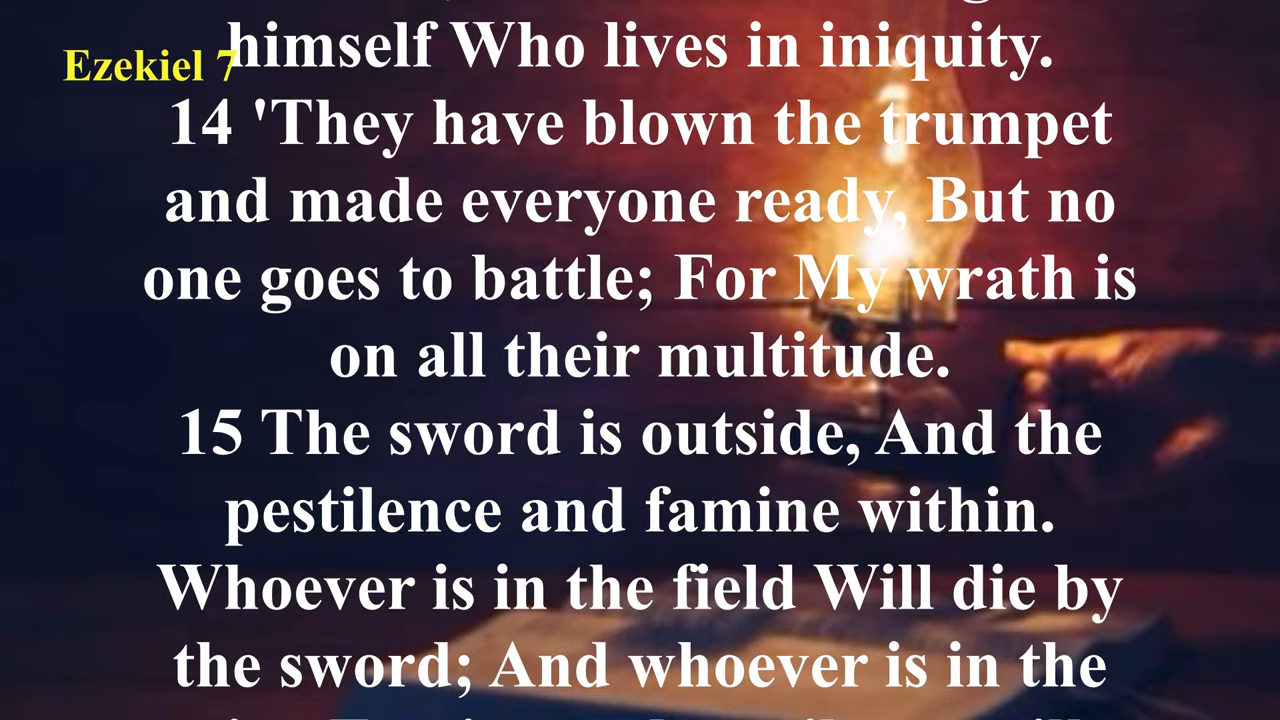 Ezekiel 7
himself Who lives in iniquity.
14 'They have blown the trumpet
and made everyone ready, But no
one goes to battle; For My wrath is
on all their multitude.
15 The sword is outside, And the
pestilence and famine within.
Whoever is in the field Will die by
the sword; And whoever is in the